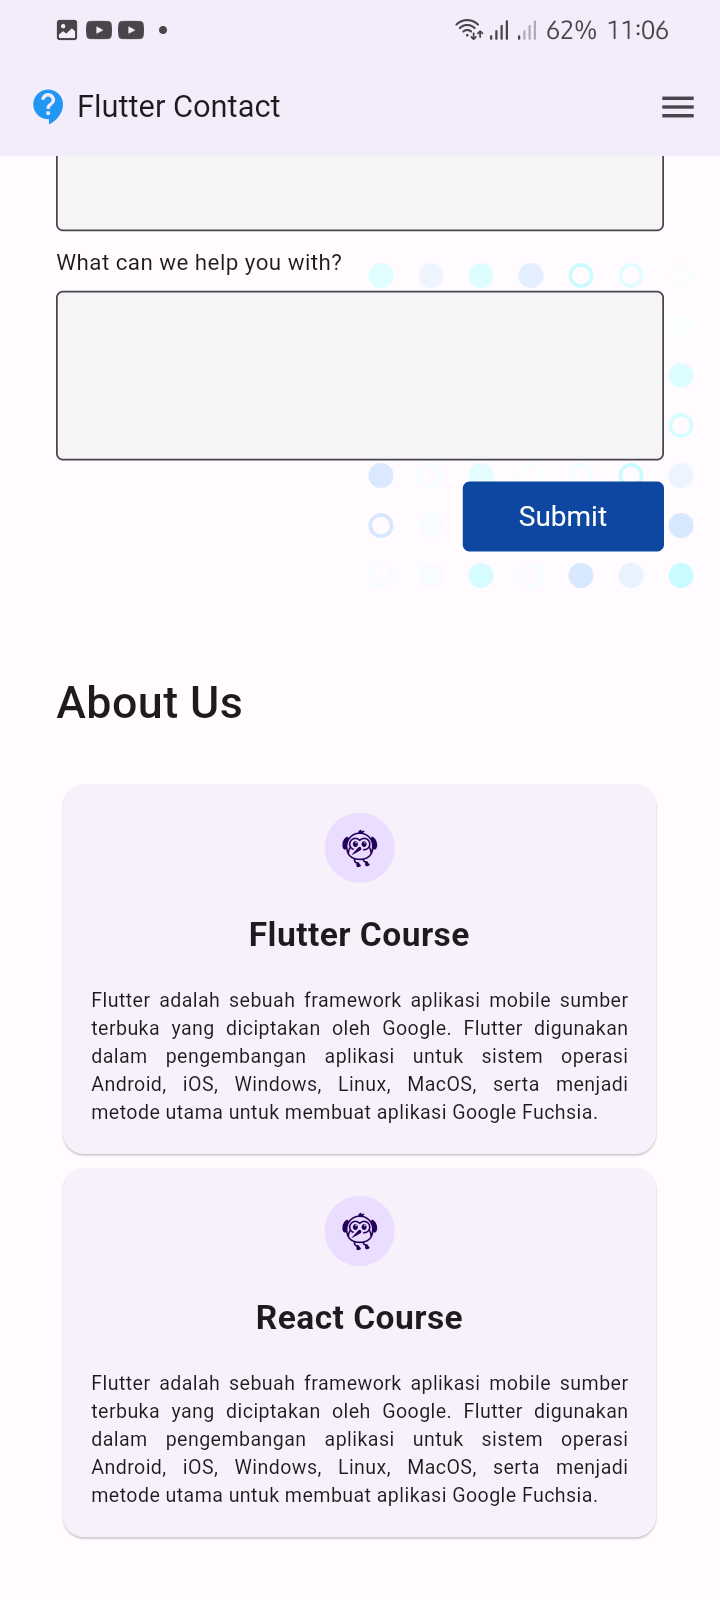 62% 11:06
Flutter Contact
What can we help you with?
Submit
About Us
Flutter Course
Flutter adalah sebuah framework aplikasi mobile sumber
terbuka yang diciptakan oleh Google. Flutter digunakan
dalam pengembangan aplikasi untuk sistem operasi
Android, iOS, Windows, Linux, MacOS, serta menjadi
metode utama untuk membuat aplikasi Google Fuchsia.
React Course
Flutter adalah sebuah framework aplikasi mobile sumber
terbuka yang diciptakan oleh Google. Flutter digunakan
dalam pengembangan aplikasi untuk sistem operasi
Android, iOS, Windows, Linux, MacOS, serta menjadi
metode utama untuk membuat aplikasi Google Fuchsia.